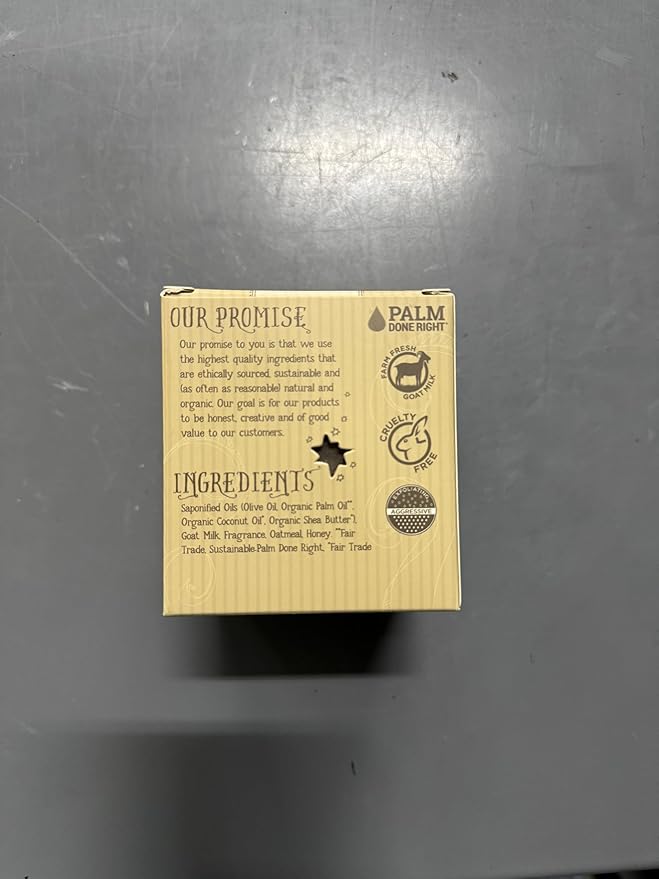 OUR PROMISE
Our promise to you is that we use
the highest quality ingredients that
are ethically sourced, sustainable and
(as often as reasonable) natural and
organic. Our goal is for our products
to be honest, creative and of good
value to our customers.
INGREDIENTS
Saponified Oils (Olive Oil, Organic Palm Oil**,
Organic Coconut Oil*, Organic Shea Butter*),
Goat Milk, Fragrance, Oatmeal, Honey. **Fair
Trade, Sustainable-Palm Done Right, *Fair Trade
PALM
DONE RIGHT
FARM FRESH
GOAT MILK
CRUELTY
FREE
EXFOLIATING
AGGRESSIVE